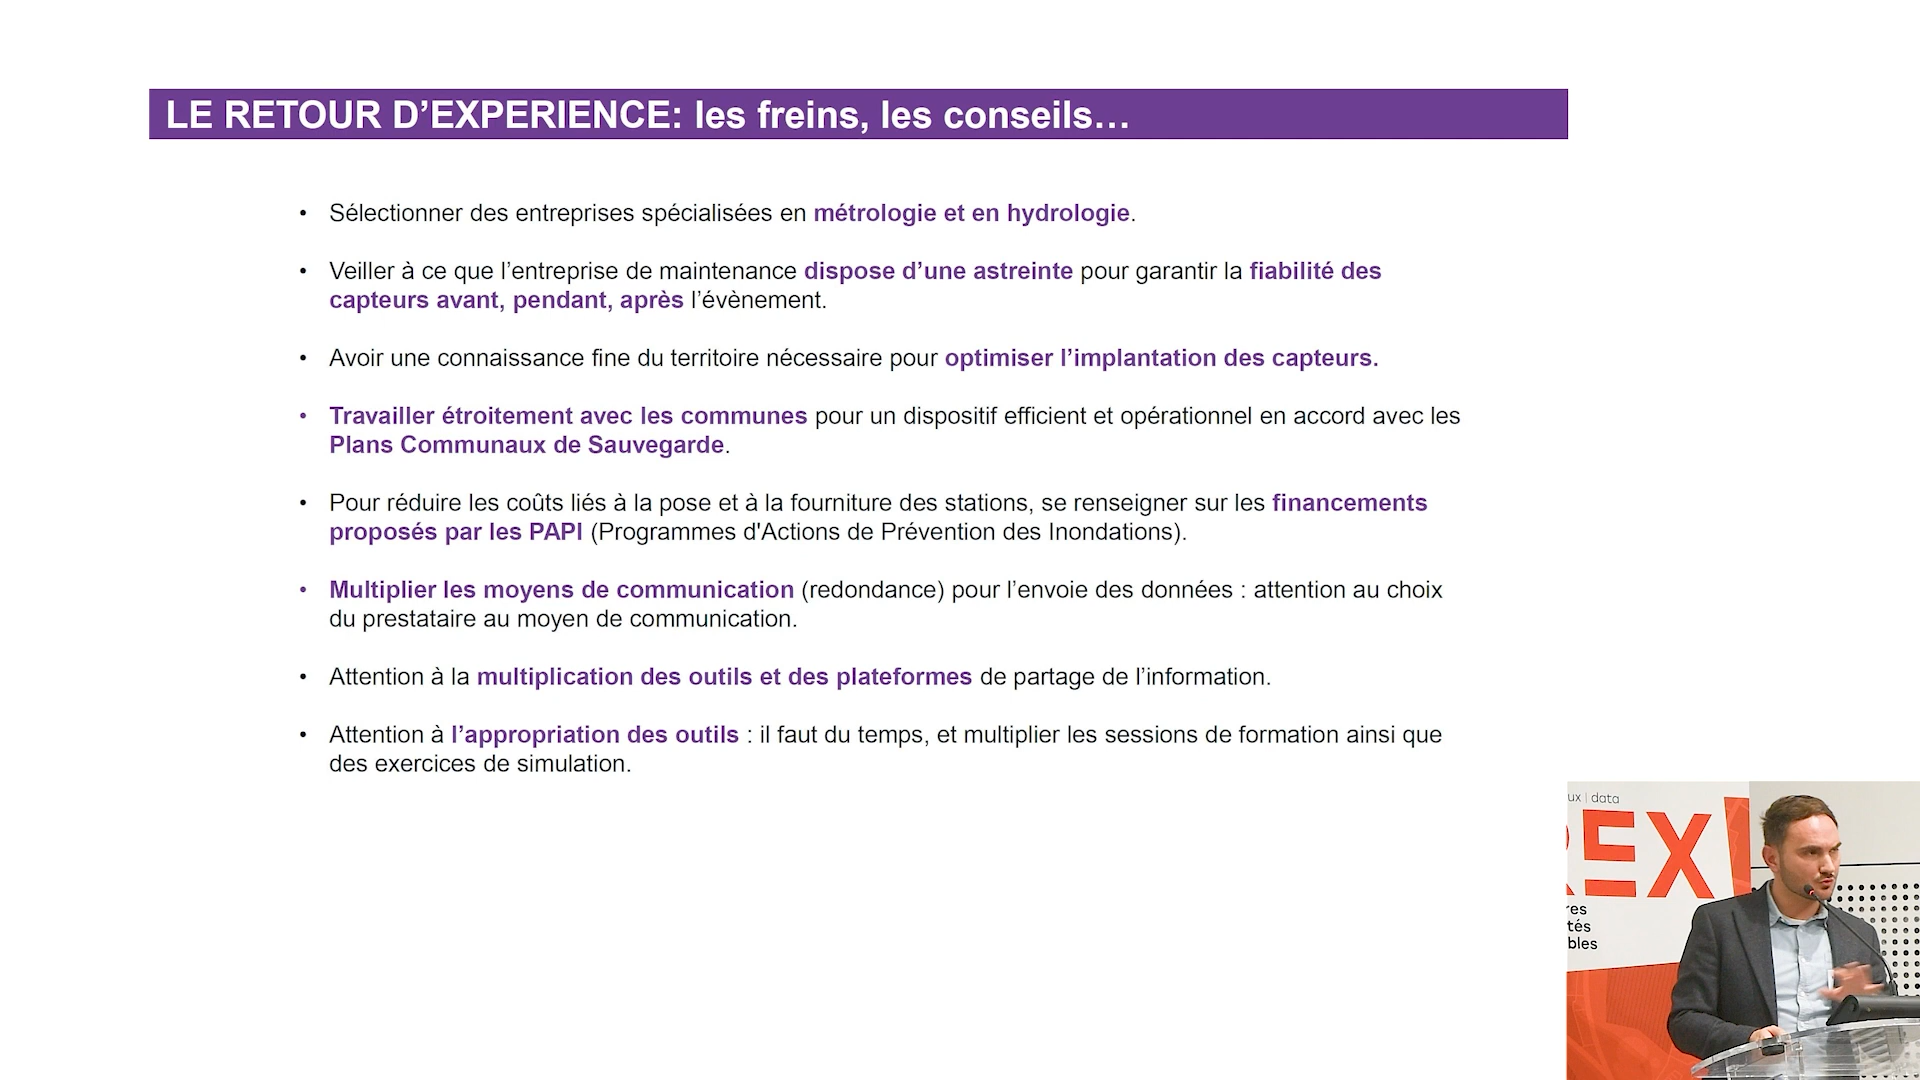 LE RETOUR D’EXPERIENCE: les freins, les conseils…
• Sélectionner des entreprises spécialisées en métrologie et en hydrologie.
• Veiller à ce que l’entreprise de maintenance dispose d’une astreinte pour garantir la fiabilité des
capteurs avant, pendant, après l’évènement.
• Avoir une connaissance fine du territoire nécessaire pour optimiser l’implantation des capteurs.
• Travailler étroitement avec les communes pour un dispositif efficient et opérationnel en accord avec les
Plans Communaux de Sauvegarde.
• Pour réduire les coûts liés à la pose et à la fourniture des stations, se renseigner sur les financements
proposés par les PAPI (Programmes d'Actions de Prévention des Inondations).
• Multiplier les moyens de communication (redondance) pour l’envoie des données : attention au choix
du prestataire au moyen de communication.
• Attention à la multiplication des outils et des plateformes de partage de l’information.
• Attention à l’appropriation des outils : il faut du temps, et multiplier les sessions de formation ainsi que
des exercices de simulation.
ux | data
EX
res
tés
bles